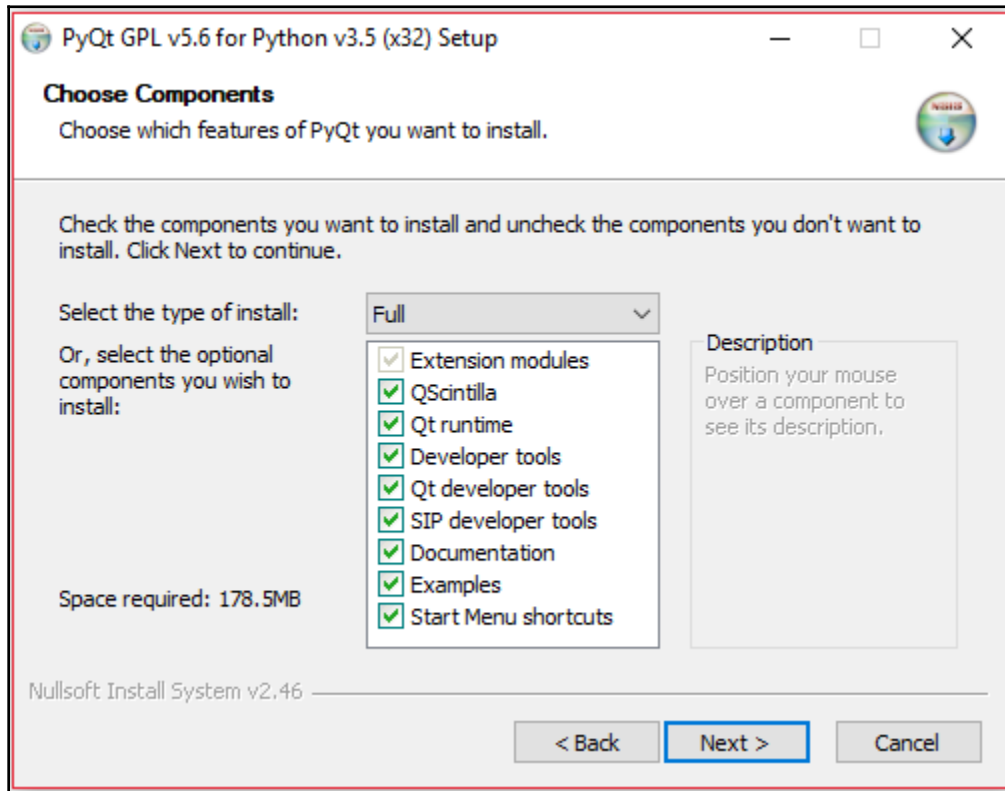 PyQt GPL v5.6 for Python v3.5 (x32) Setup
Choose Components
Choose which features of PyQt you want to install.
Check the components you want to install and uncheck the components you don't want to
install. Click Next to continue.
Select the type of install:
Full
Or, select the optional
components you wish to
install:
Extension modules
QScintilla
Qt runtime
Developer tools
Qt developer tools
SIP developer tools
Documentation
Examples
Start Menu shortcuts
Description
Position your mouse
over a component to
see its description.
Space required: 178.5MB
Nullsoft Install System v2.46
< Back
Next >
Cancel